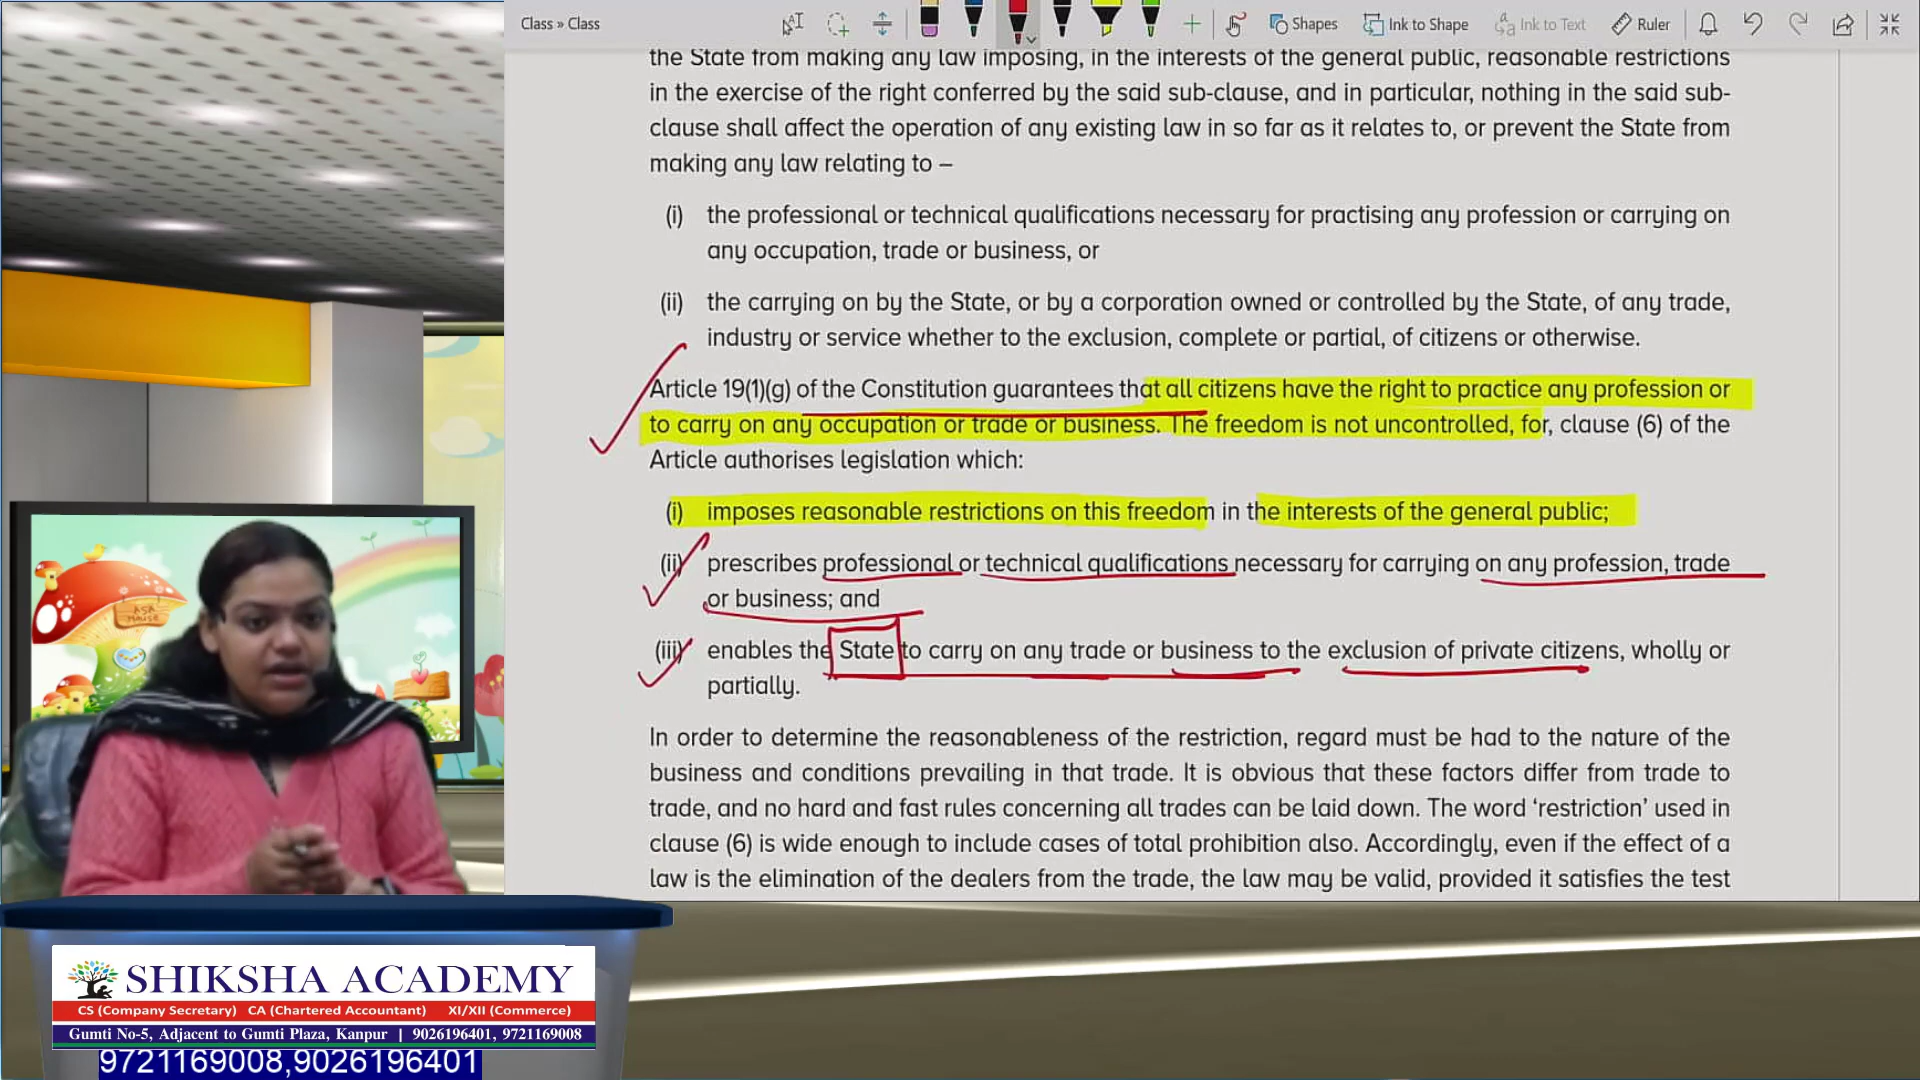 Class » Class
Shapes
Ink to Shape
Ink to Text
Ruler
the State from making any law imposing, in the interests of the general public, reasonable restrictions
in the exercise of the right conferred by the said sub-clause, and in particular, nothing in the said sub-
clause shall affect the operation of any existing law in so far as it relates to, or prevent the State from
making any law relating to –
(i) the professional or technical qualifications necessary for practising any profession or carrying on
any occupation, trade or business, or
(ii) the carrying on by the State, or by a corporation owned or controlled by the State, of any trade,
industry or service whether to the exclusion, complete or partial, of citizens or otherwise.
Article 19(1)(g) of the Constitution guarantees that all citizens have the right to practice any profession or
to carry on any occupation or trade or business. The freedom is not uncontrolled, for, clause (6) of the
Article authorises legislation which:
(i) imposes reasonable restrictions on this freedom in the interests of the general public;
(ii) prescribes professional or technical qualifications necessary for carrying on any profession, trade
or business; and
(iii) enables the State to carry on any trade or business to the exclusion of private citizens, wholly or
partially.
In order to determine the reasonableness of the restriction, regard must be had to the nature of the
business and conditions prevailing in that trade. It is obvious that these factors differ from trade to
trade, and no hard and fast rules concerning all trades can be laid down. The word ‘restriction’ used in
clause (6) is wide enough to include cases of total prohibition also. Accordingly, even if the effect of a
law is the elimination of the dealers from the trade, the law may be valid, provided it satisfies the test
SHIKSHA ACADEMY
CS (Company Secretary) CA (Chartered Accountant) XI/XII (Commerce)
Gumti No-5, Adjacent to Gumti Plaza, Kanpur | 9026196401, 9721169008
9721169008,9026196401